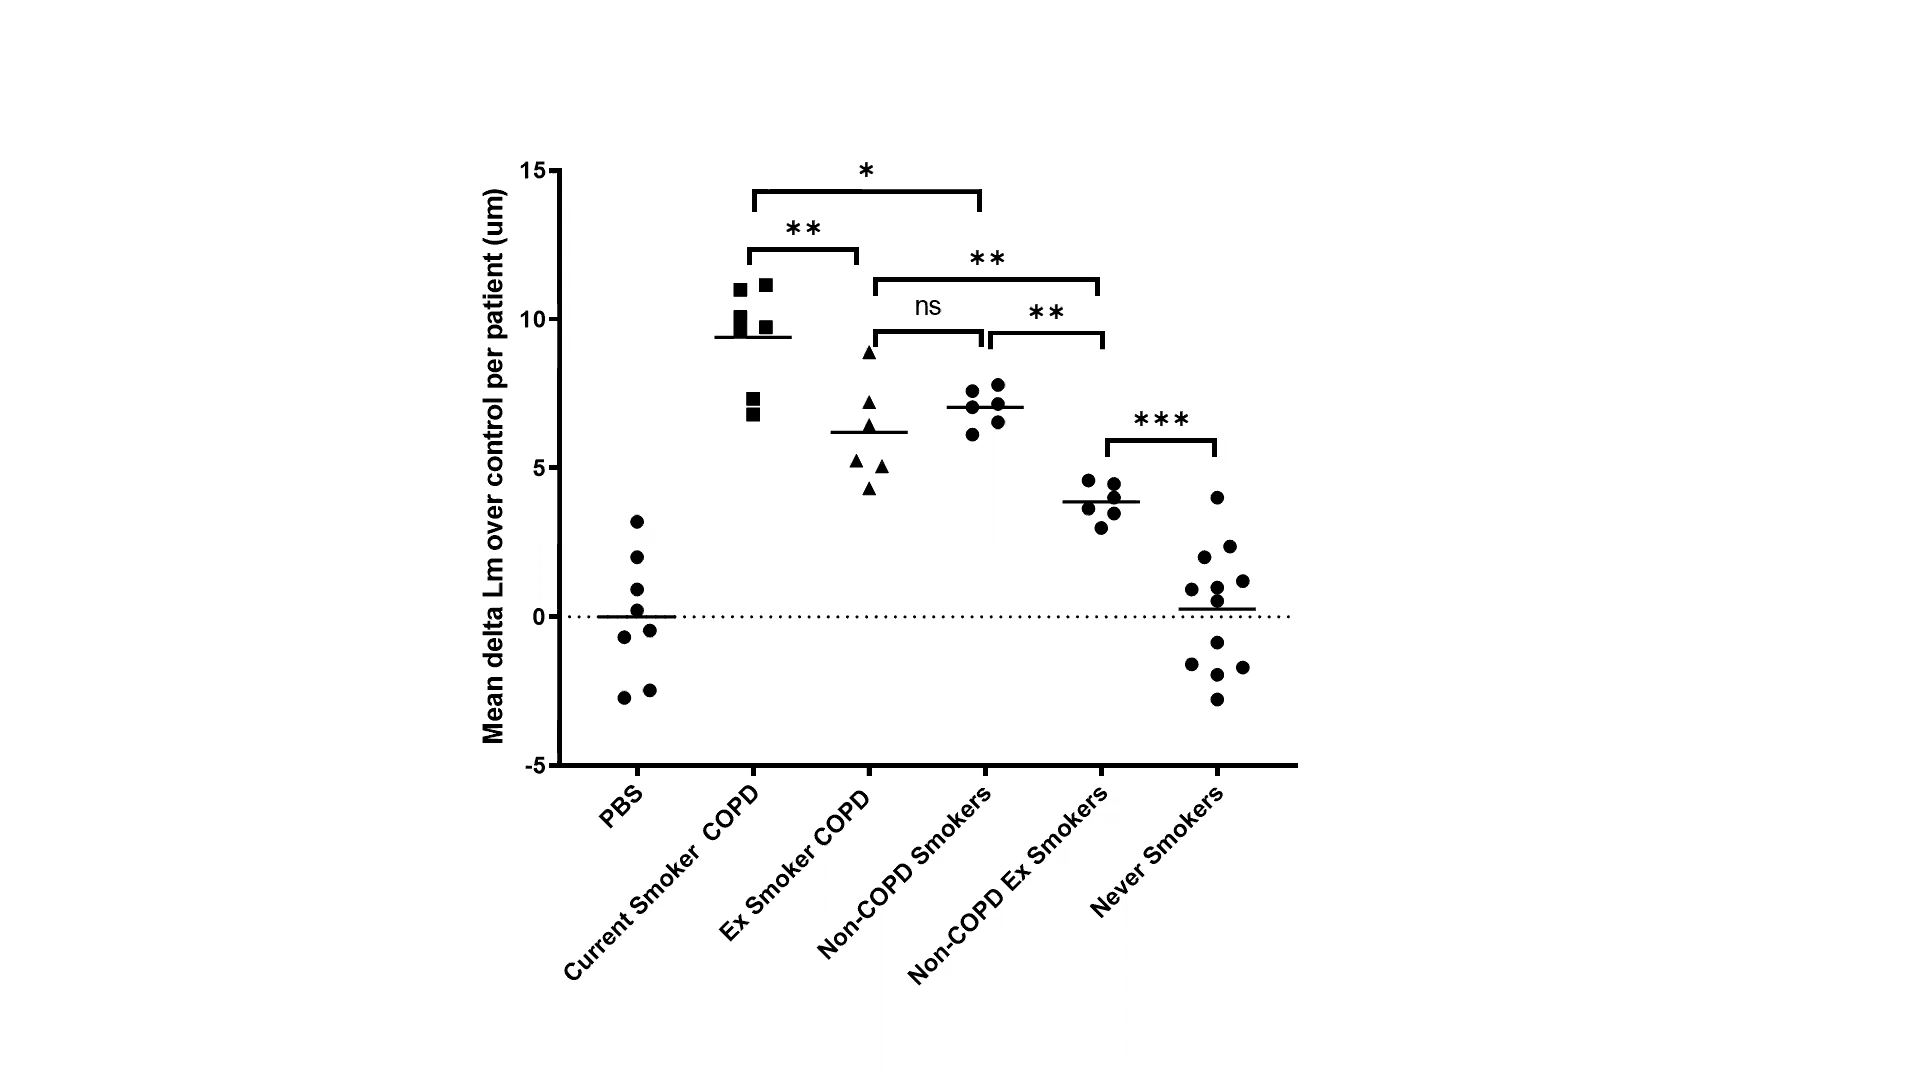 15
*
**
**
ns
**
10
***
5
0
-5
Mean delta Lm over control per patient (um)
PBS
Current Smoker  COPD
Ex Smoker COPD
Non-COPD Smokers
Non-COPD Ex Smokers
Never Smokers